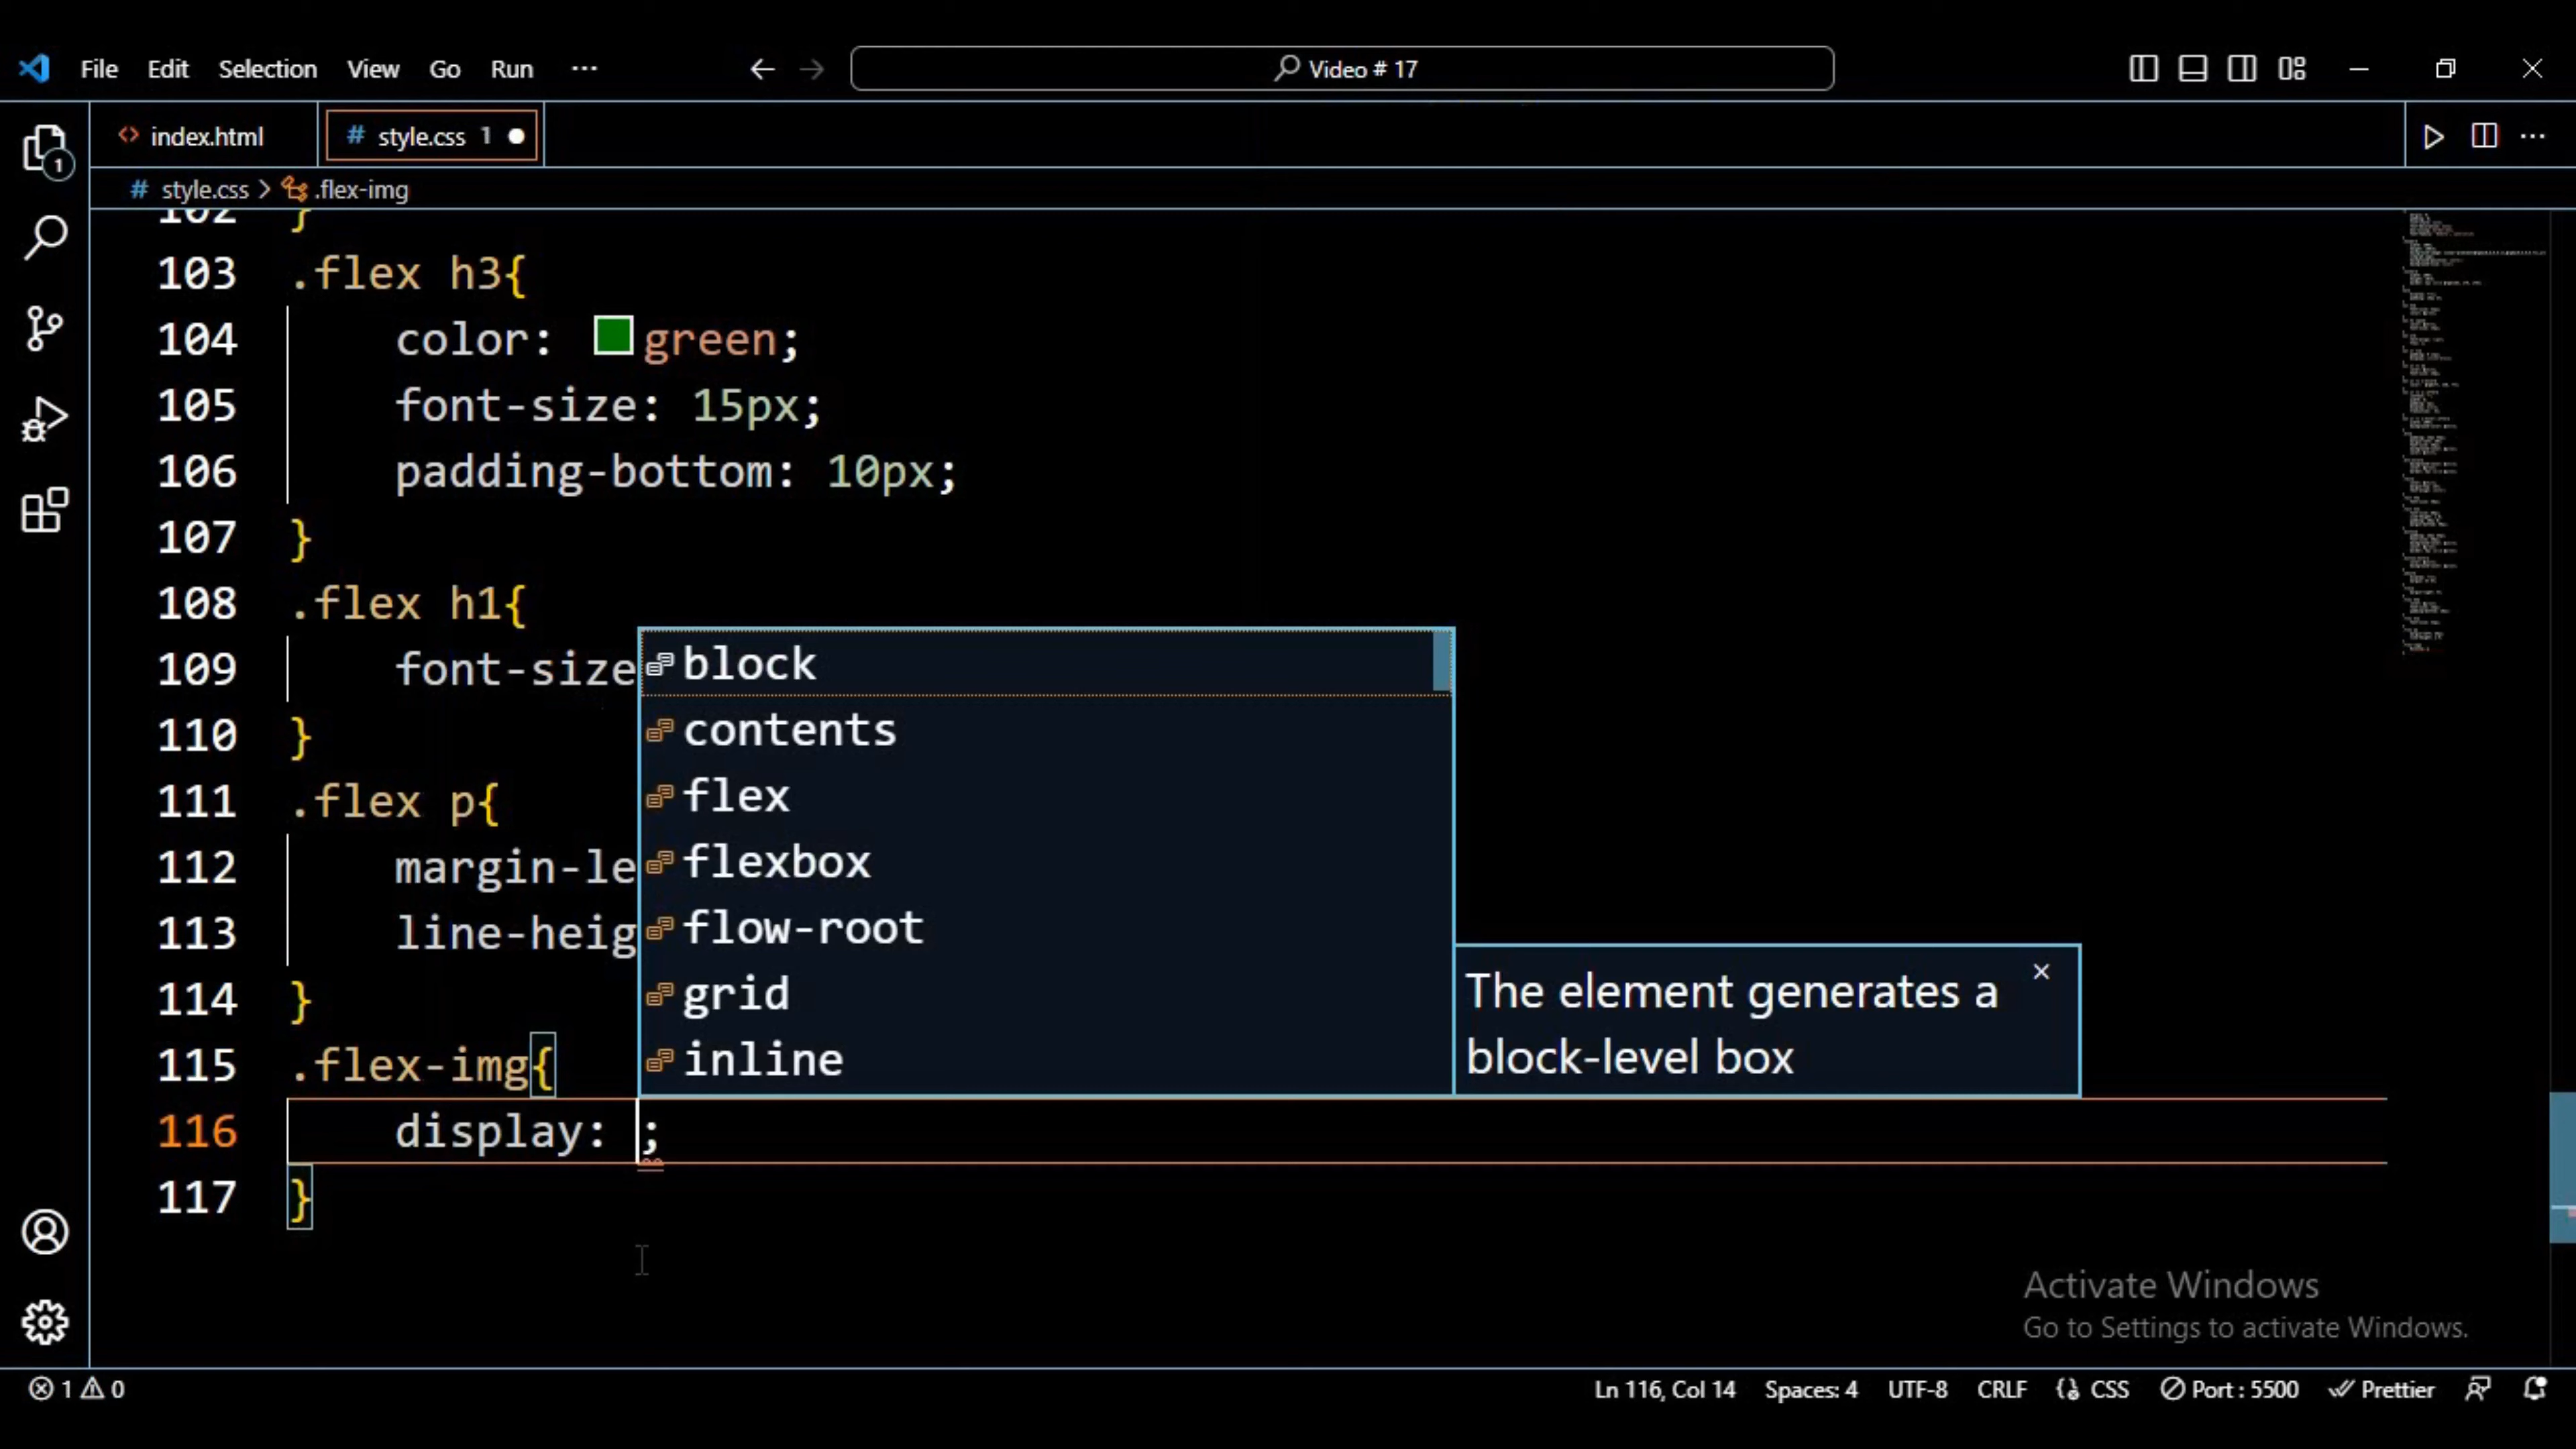 File Edit Selection View Go Run ···
Video # 17
index.html
# style.css 1
# style.css > .flex-img
102 }
103 .flex h3{
104 color: green;
105 font-size: 15px;
106 padding-bottom: 10px;
107 }
108 .flex h1{
109 font-size
110 }
111 .flex p{
112 margin-le
113 line-heig
114 }
115 .flex-img{
116 display: ;
117 }
block
contents
flex
flexbox
flow-root
grid
inline
The element generates a
block-level box
1
Activate Windows
Go to Settings to activate Windows.
1 0
Ln 116, Col 14 Spaces: 4 UTF-8 CRLF CSS Port : 5500 Prettier